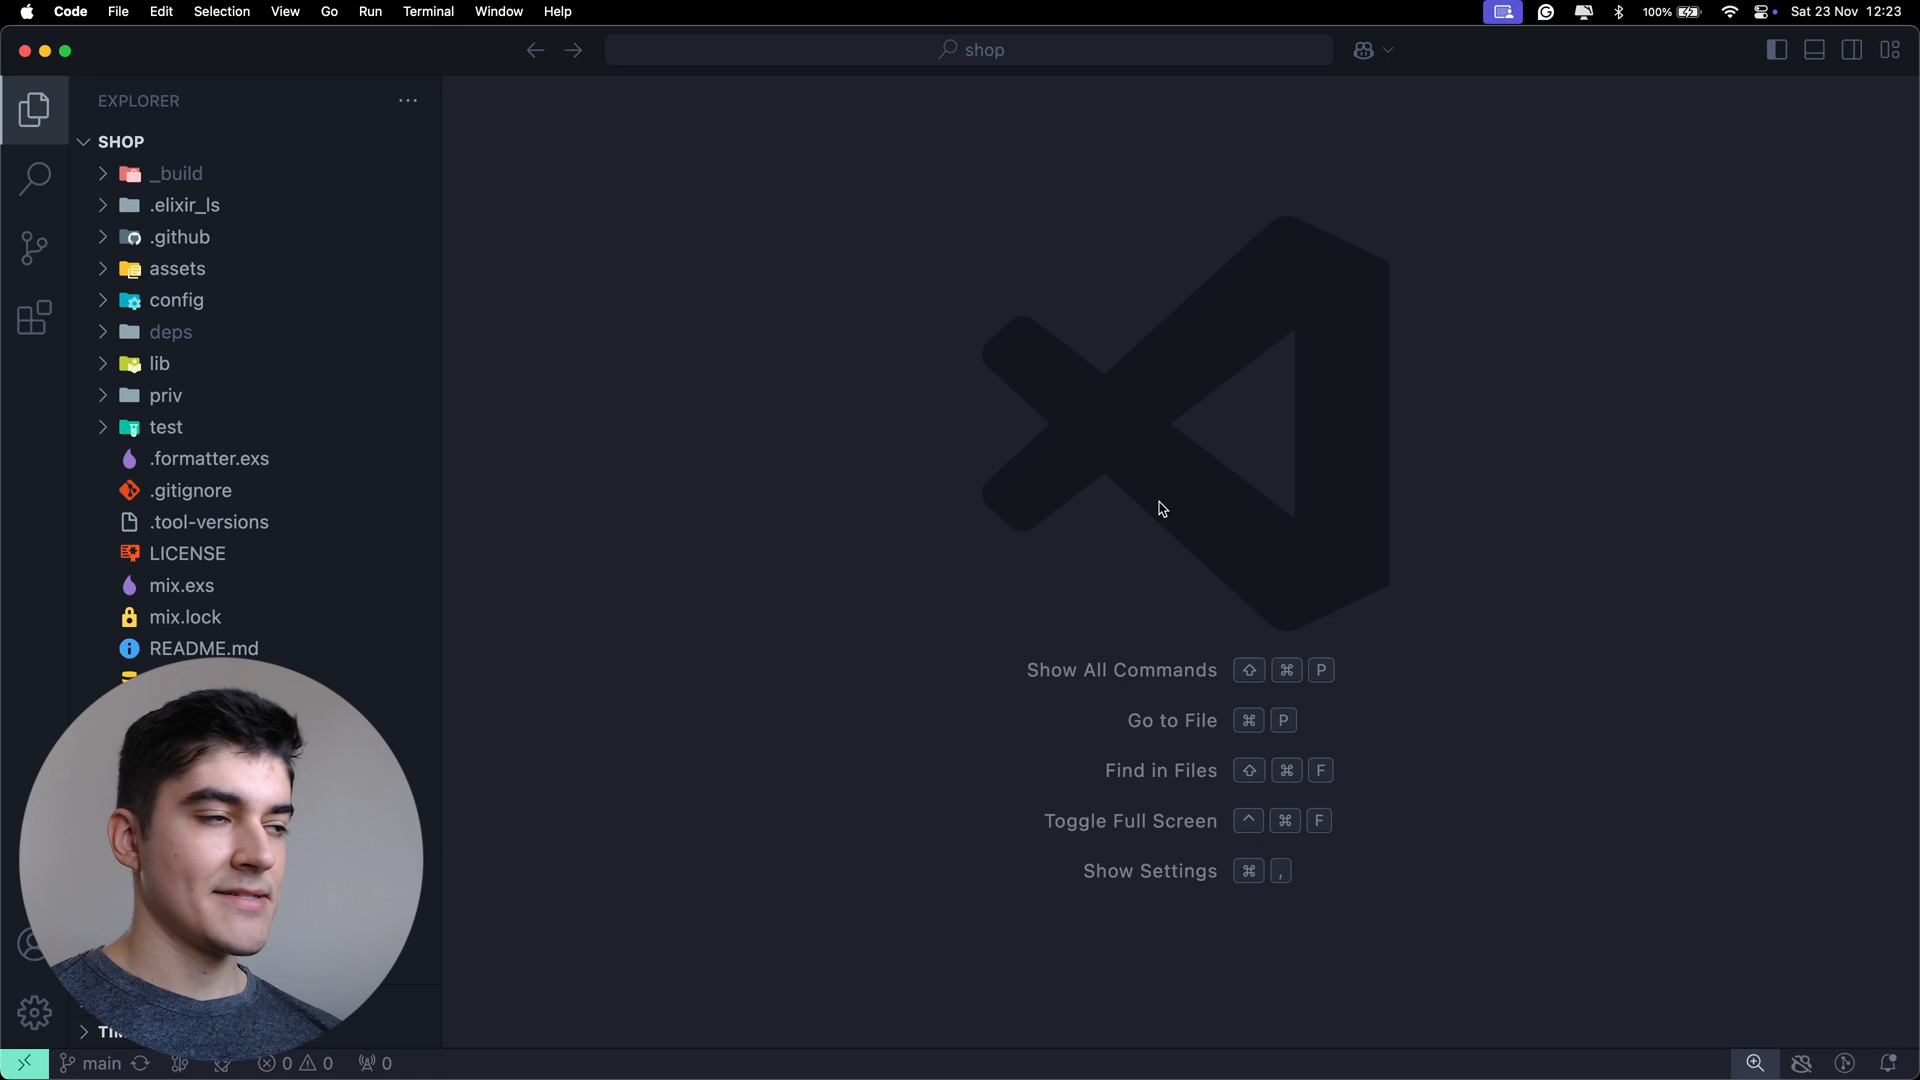 Code File Edit Selection View Go Run Terminal Window Help
100% Sat 23 Nov 12:23
shop
EXPLORER
SHOP
_build
.elixir_ls
.github
assets
config
deps
lib
priv
test
.formatter.exs
.gitignore
.tool-versions
LICENSE
mix.exs
mix.lock
README.md
Show All Commands ⇧ ⌘ P
Go to File ⌘ P
Find in Files ⇧ ⌘ F
Toggle Full Screen ^ ⌘ F
Show Settings ⌘ ,
main 0 0 0